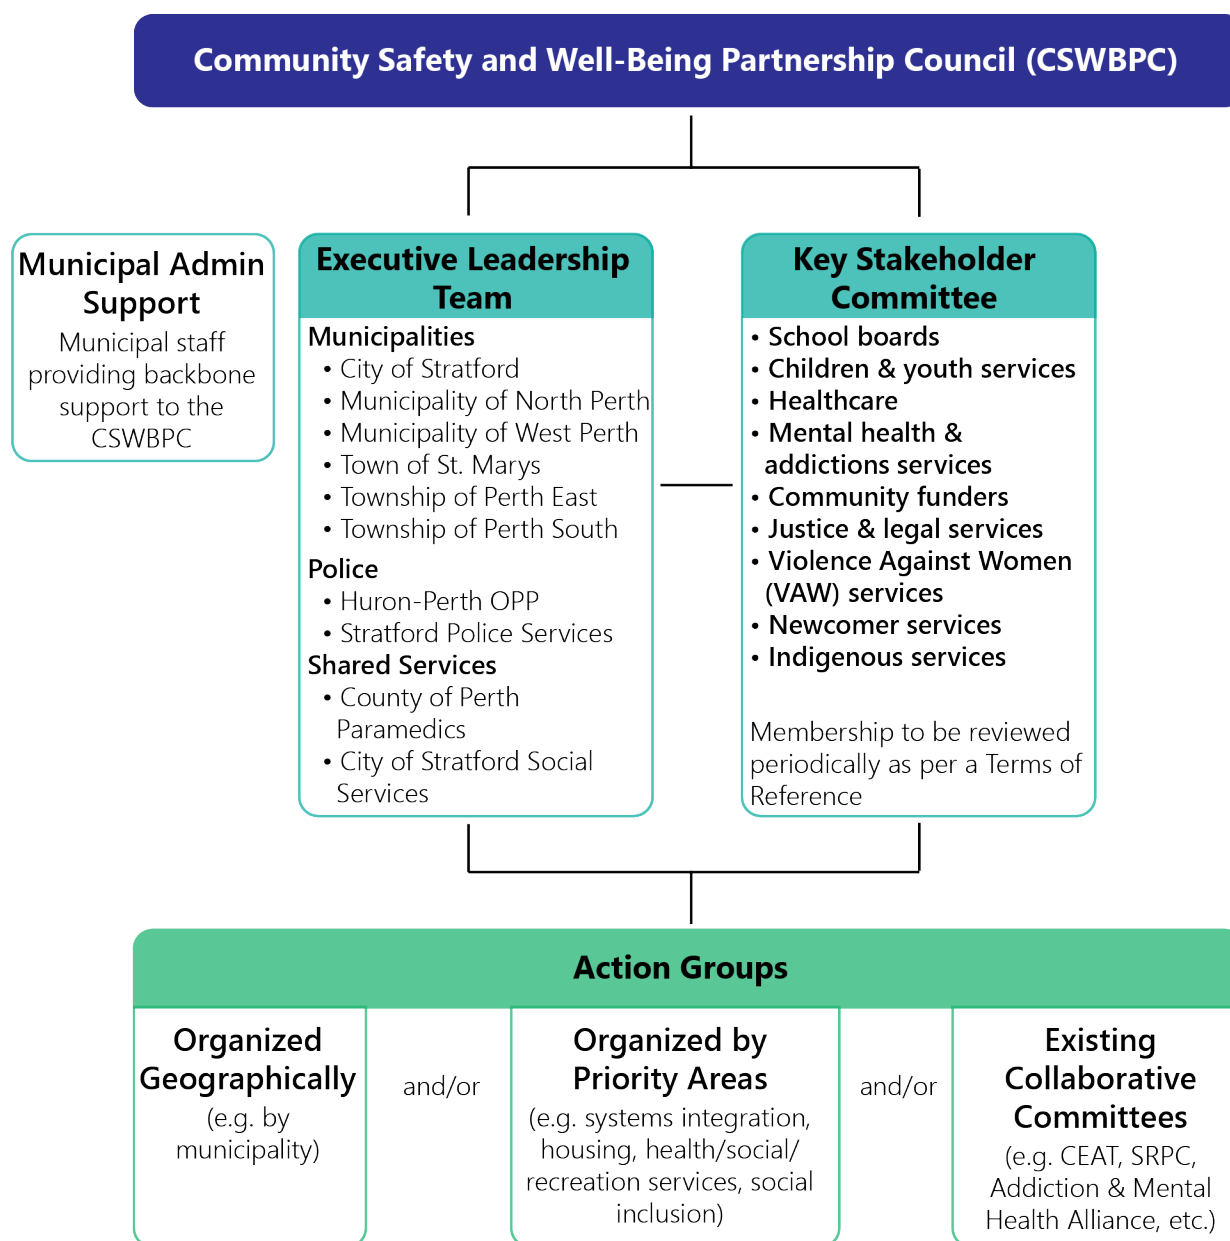 Community Safety and Well-Being Partnership Council (CSWBPC)
Municipal Admin
Support
Municipal staff
providing backbone
support to the
CSWBPC
Executive Leadership
Team
Municipalities
• City of Stratford
• Municipality of North Perth
• Municipality of West Perth
• Town of St. Marys
• Township of Perth East
• Township of Perth South
Police
• Huron-Perth OPP
• Stratford Police Services
Shared Services
• County of Perth
Paramedics
• City of Stratford Social
Services
Key Stakeholder
Committee
• School boards
• Children & youth services
• Healthcare
• Mental health &
addictions services
• Community funders
• Justice & legal services
• Violence Against Women
(VAW) services
• Newcomer services
• Indigenous services
Membership to be reviewed
periodically as per a Terms of
Reference
Action Groups
Organized
Geographically
(e.g. by
municipality)
and/or
Organized by
Priority Areas
(e.g. systems integration,
housing, health/social/
recreation services, social
inclusion)
and/or
Existing
Collaborative
Committees
(e.g. CEAT, SRPC,
Addiction & Mental
Health Alliance, etc.)